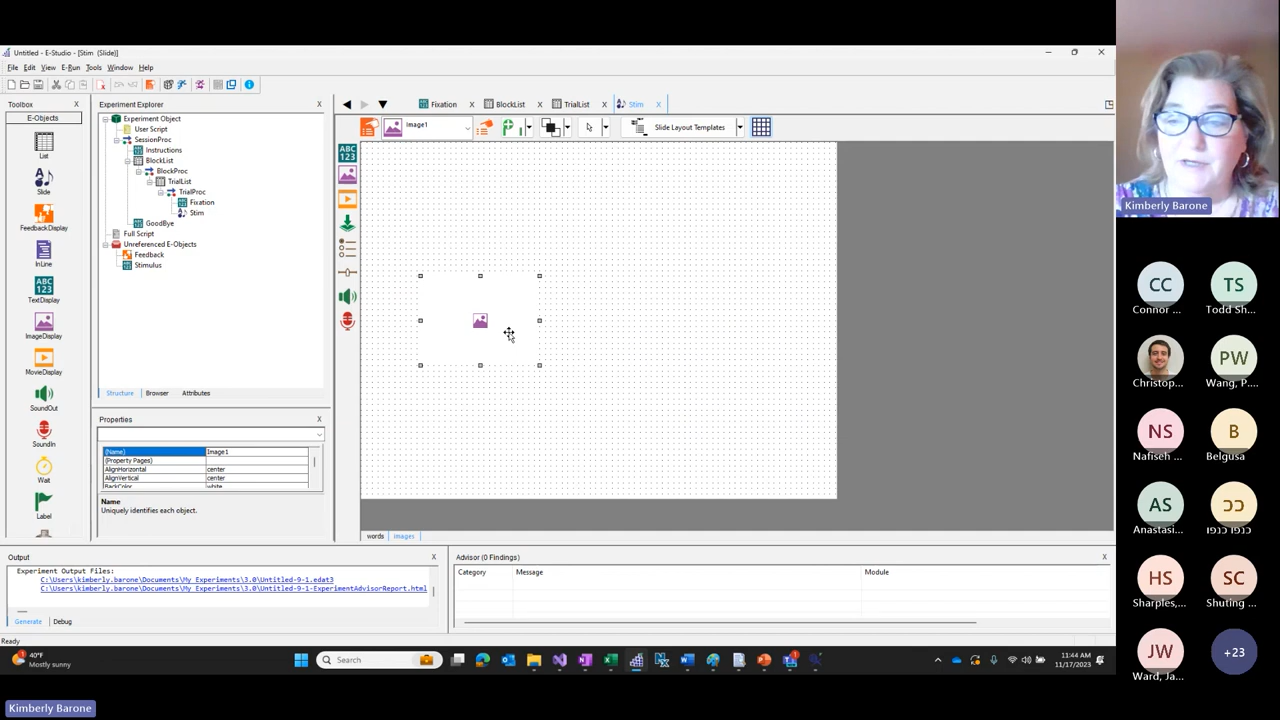 Untitled - E-Studio - [Stim (Slide)]
File Edit View E-Run Tools Window Help
Toolbox
E-Objects
List
Slide
FeedbackDisplay
InLine
ABC
123
TextDisplay
ImageDisplay
MovieDisplay
SoundOut
SoundIn
Wait
Label
Experiment Explorer
Experiment Object
User Script
SessionProc
Instructions
BlockList
BlockProc
TrialList
TrialProc
Fixation
Stim
GoodBye
Full Script
Unreferenced E-Objects
Feedback
Stimulus
Structure Browser Attributes
Properties
(Name) Image1
(Property Pages)
AlignHorizontal center
AlignVertical center
BackColor white
Name
Uniquely identifies each object.
Fixation BlockList TrialList Stim
Image1
Slide Layout Templates
ABC
123
words images
Output
Experiment Output Files:
C:\Users\kimberly.barone\Documents\My Experiments\3.0\Untitled-9-1.edat3
C:\Users\kimberly.barone\Documents\My Experiments\3.0\Untitled-9-1-ExperimentAdvisorReport.html
Generate Debug
Advisor (0 Findings)
Category Message Module
Ready
40°F
Mostly sunny
Search
11:44 AM
11/17/2023
Kimberly Barone
Kimberly Barone
CC TS
Connor ... Todd Sh...
PW
Christop... Wang, P...
NS B
Nafiseh ... Belgusa
AS כנ
Anastasi...
HS SC
Sharples,... Shuting ...
JW +23
Ward, Ja...